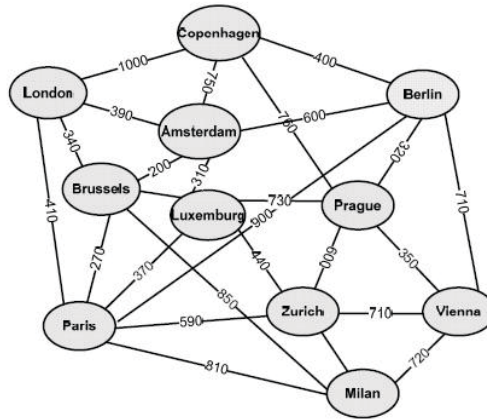 Copenhagen
1000
400
750
London
Berlin
760
390
600
Amsterdam
340
320
200
310
Brussels
730
Luxemburg
900
Prague
410
710
440
350
270
370
600
850
Zurich
Vienna
Paris
590
710
720
810
Milan